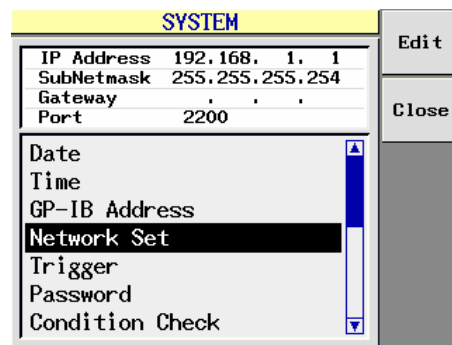 SYSTEM
IP Address 192.168. 1. 1
SubNetmask 255.255.255.254
Gateway . . .
Port 2200
Date
Time
GP-IB Address
Network Set
Trigger
Password
Condition Check
Edit
Close